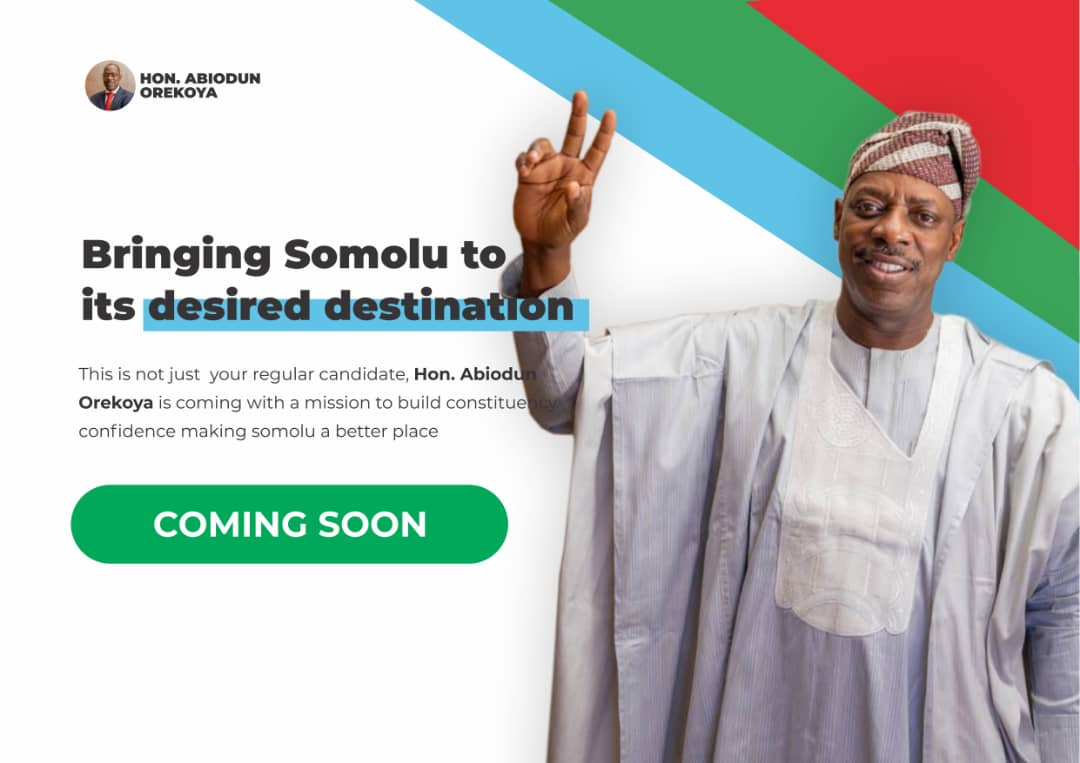 HON. ABIODUN
OREKOYA
Bringing Somolu to
its desired destination
This is not just  your regular candidate, Hon. Abiodun
Orekoya is coming with a mission to build constituency
confidence making somolu a better place
COMING SOON